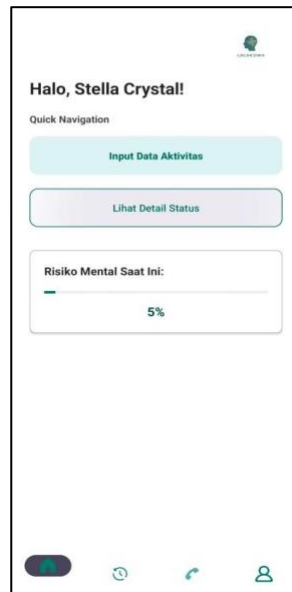 Halo, Stella Crystal!
Quick Navigation
Input Data Aktivitas
Lihat Detail Status
Risiko Mental Saat Ini:
5%